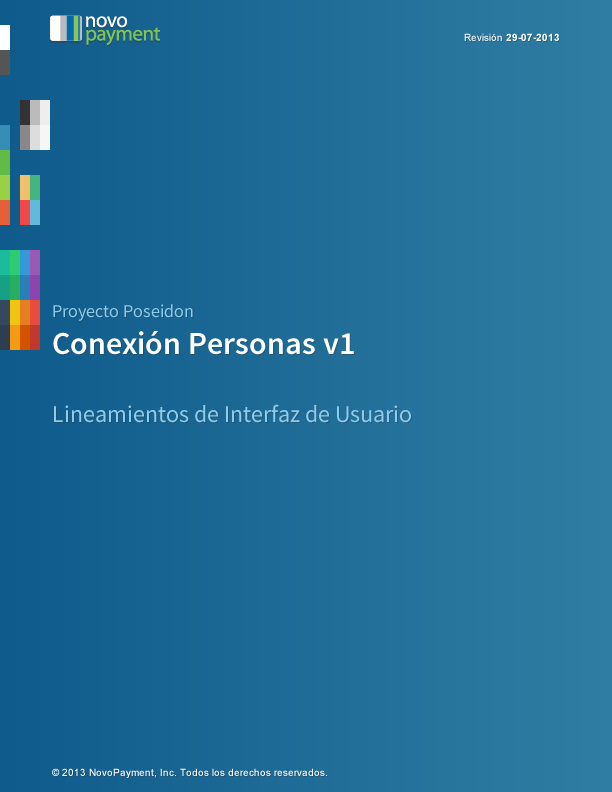 novo
payment
Revisión 29-07-2013
Proyecto Poseidon
Conexión Personas v1
Lineamientos de Interfaz de Usuario
© 2013 NovoPayment, Inc. Todos los derechos reservados.